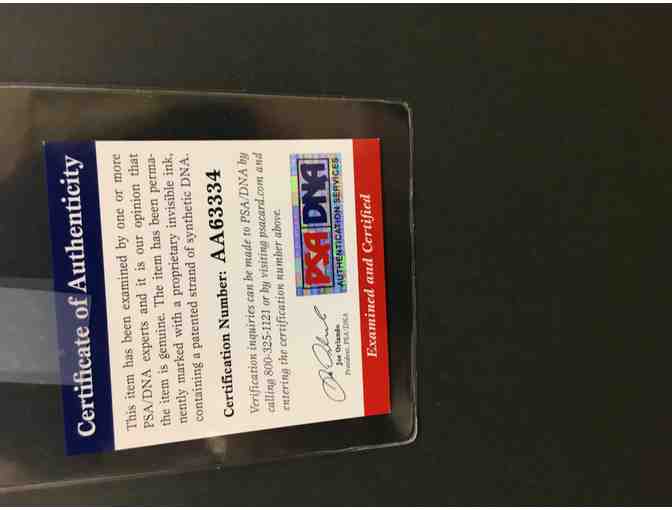 Certificate of Authenticity
This item has been examined by one or more
PSA/DNA experts and it is our opinion that
the item is genuine. The item has been perma-
nently marked with a proprietary invisible ink,
containing a patented strand of synthetic DNA.
Certification Number: AA63334
Verification inquiries can be made to PSA/DNA by
calling 800-325-1121 or by visiting psacard.com and
entering the certification number above.
Joe Orlando
President, PSA/DNA
PSA DNA
AUTHENTICATION SERVICES
Examined and Certified